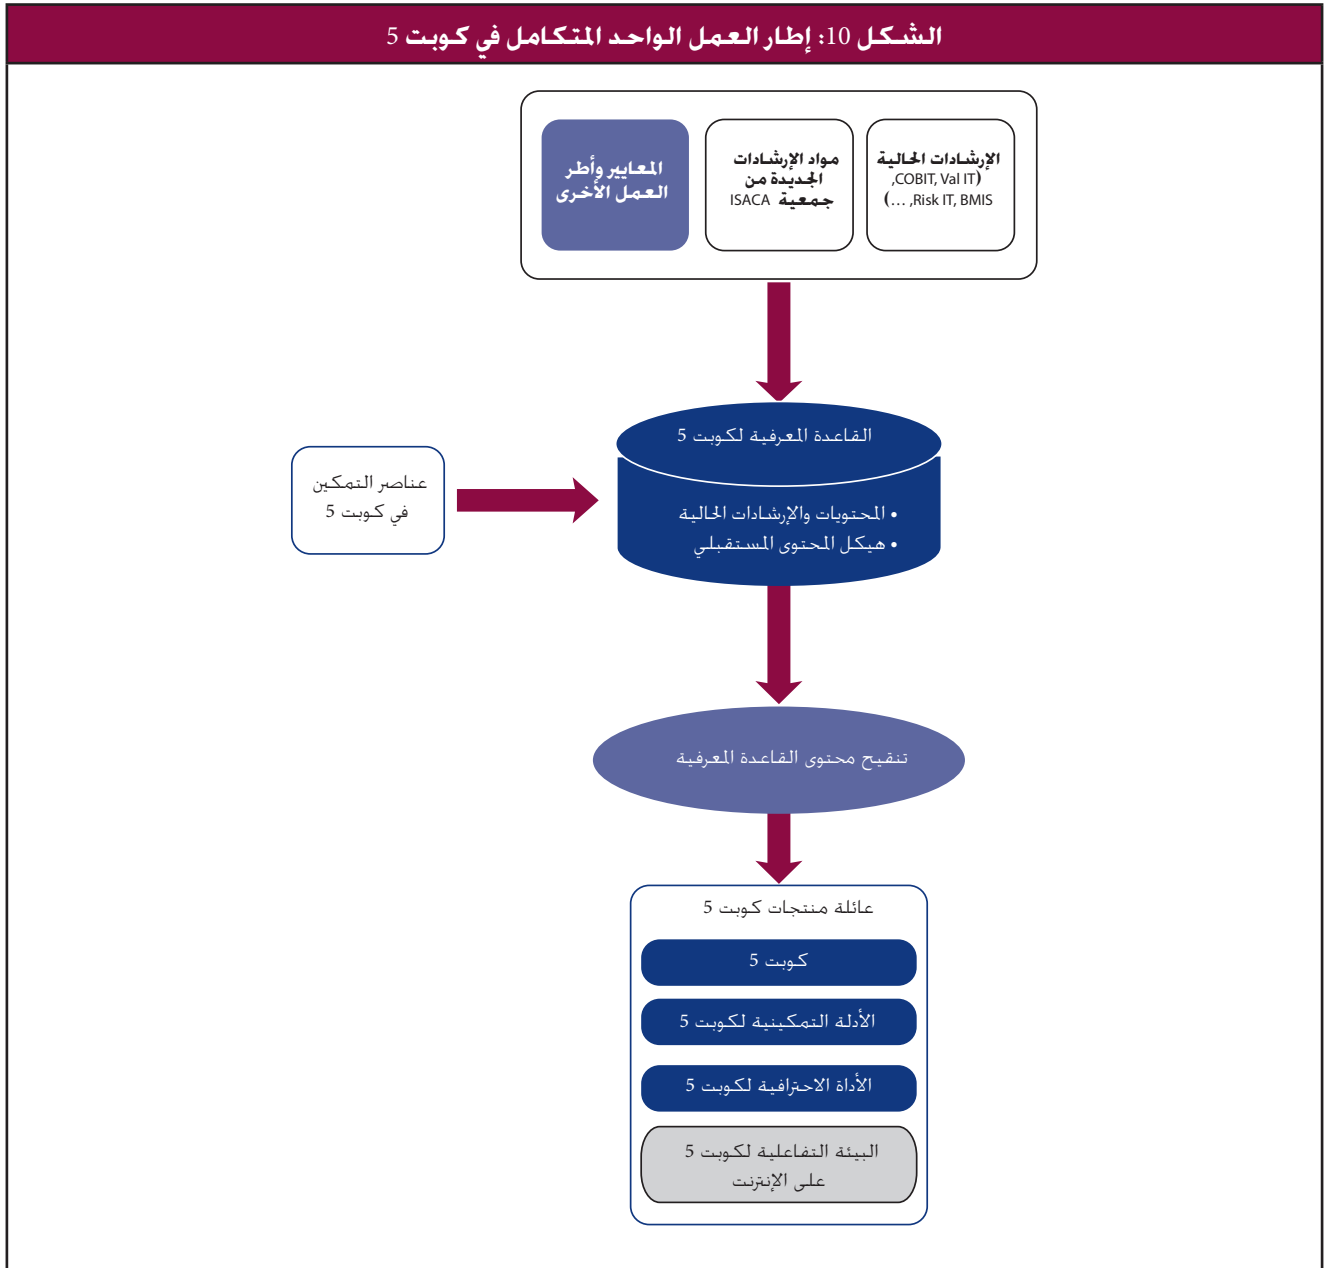 الشكل 10: إطار العمل الواحد المتكامل في كوبت 5
الإرشادات الحالية
(COBIT, Val IT,
Risk IT, BMIS, ...)
مواد الإرشادات
الجديدة من
جمعية ISACA
المعايير وأطر
العمل الأخرى
القاعدة المعرفية لكوبت 5
• المحتويات والإرشادات الحالية
• هيكل المحتوى المستقبلي
عناصر التمكين
في كوبت 5
تنقيح محتوى القاعدة المعرفية
عائلة منتجات كوبت 5
كوبت 5
الأدلة التمكينية لكوبت 5
الأداة الاحترافية لكوبت 5
البيئة التفاعلية لكوبت 5
على الإنترنت